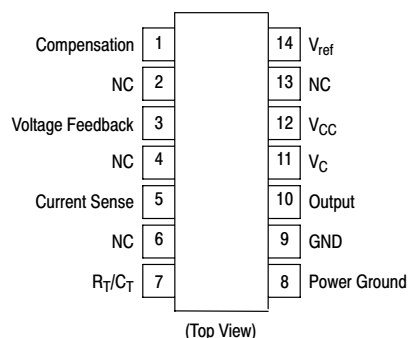 Compensation 1 14 Vref
NC 2 13 NC
Voltage Feedback 3 12 VCC
NC 4 11 VC
Current Sense 5 10 Output
NC 6 9 GND
RT/CT 7 8 Power Ground
(Top View)